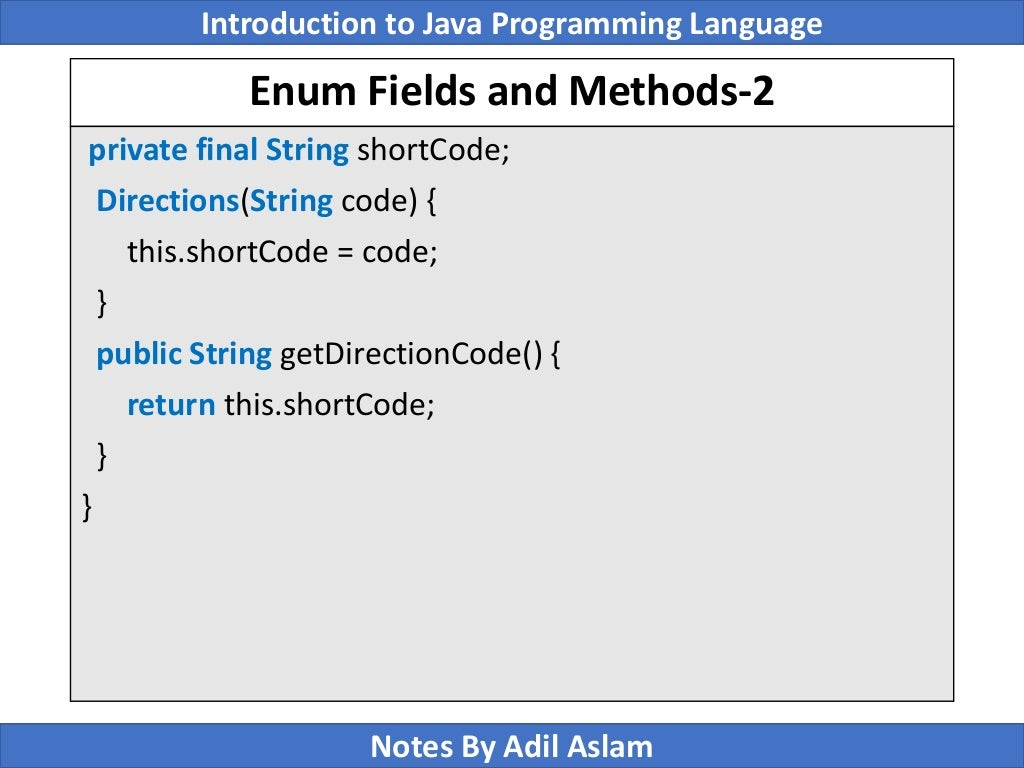 Introduction to Java Programming Language
Enum Fields and Methods-2
private final String shortCode;
Directions(String code) {
this.shortCode = code;
}
public String getDirectionCode() {
return this.shortCode;
}
}
Notes By Adil Aslam